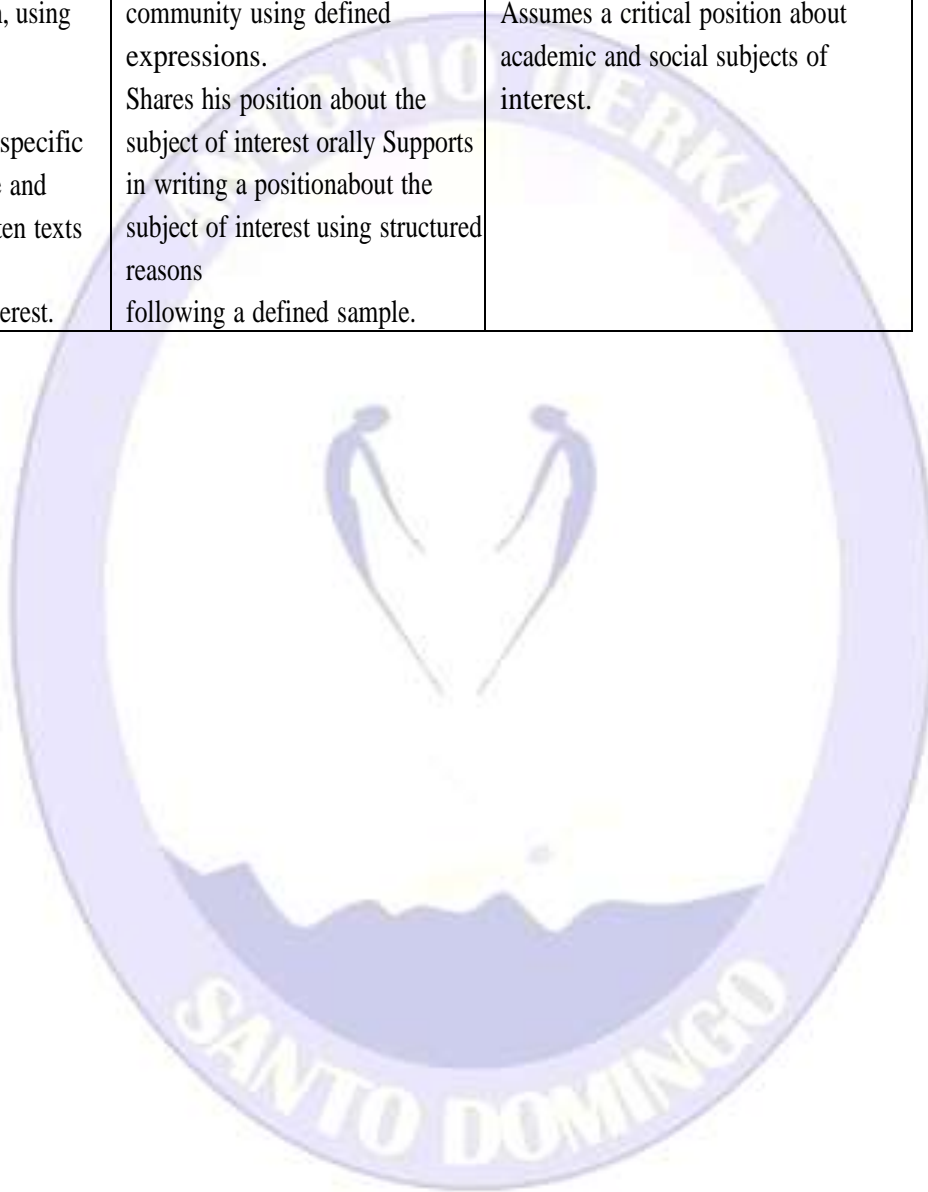 , using
specific
and
ten texts
erest.
community using defined
expressions.
Shares his position about the
subject of interest orally Supports
in writing a positionabout the
subject of interest using structured
reasons
following a defined sample.
Assumes a critical position about
academic and social subjects of
interest.
ANTONIO
SANTO DOMINGO